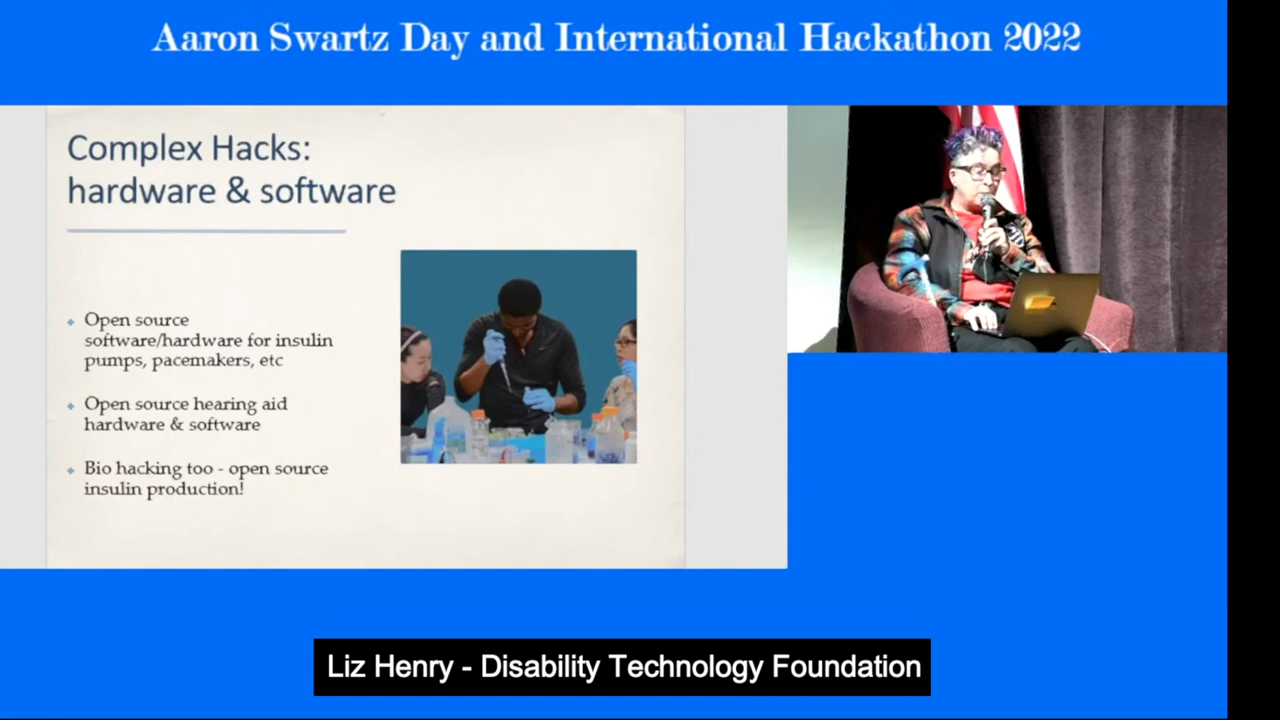 Aaron Swartz Day and International Hackathon 2022
Complex Hacks:
hardware & software
Open source
software/hardware for insulin
pumps, pacemakers, etc
Open source hearing aid
hardware & software
Bio hacking too - open source
insulin production!
Liz Henry - Disability Technology Foundation